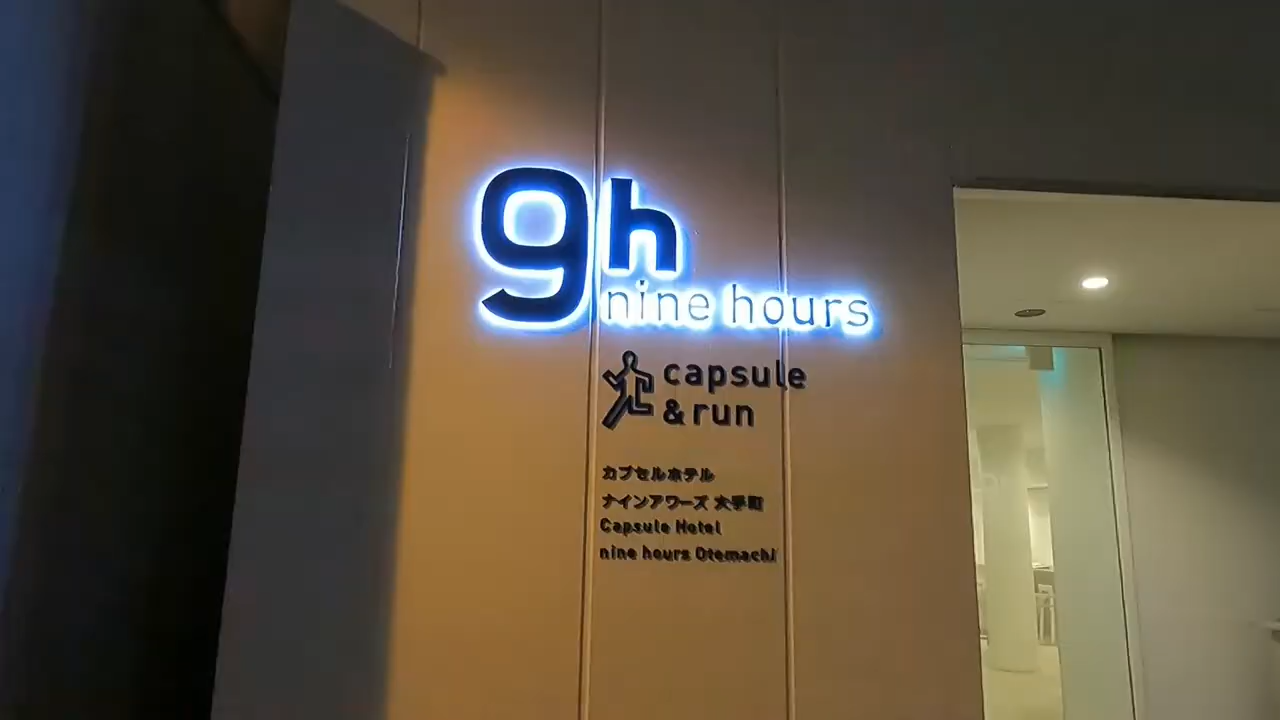 9h
nine hours
capsule
& run
カプセルホテル
ナインアワーズ 大手町
Capsule Hotel
nine hours Otemachi